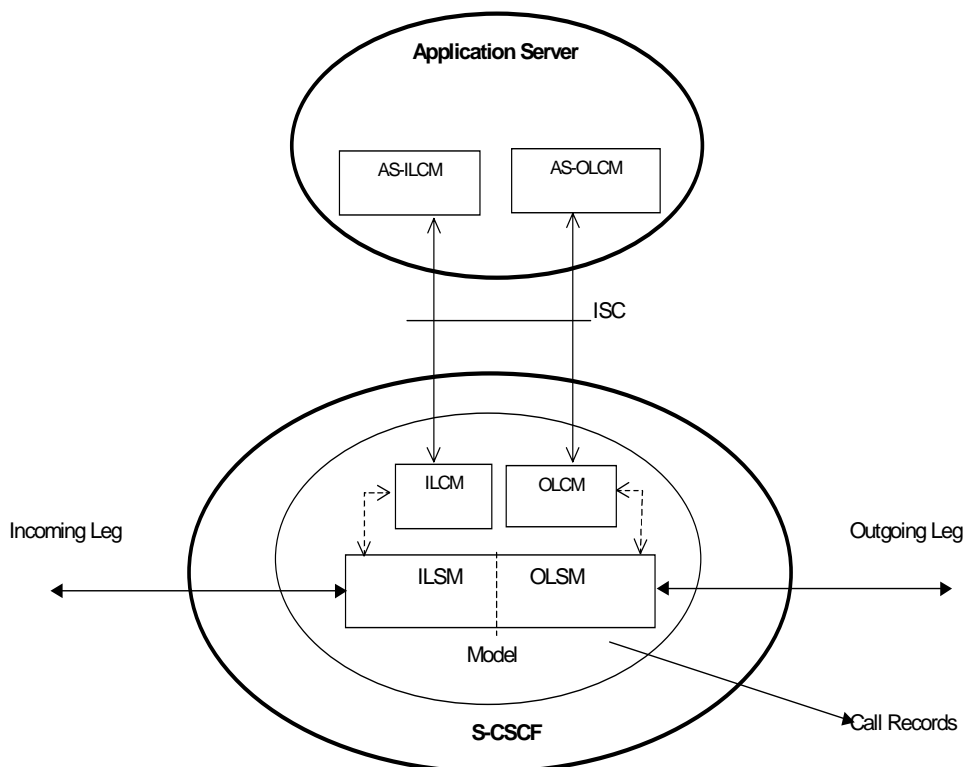 Application Server
AS-ILCM
AS-OLCM
ISC
ILCM
OLCM
Incoming Leg
Outgoing Leg
ILSM
OLSM
Model
Call Records
S-CSCF